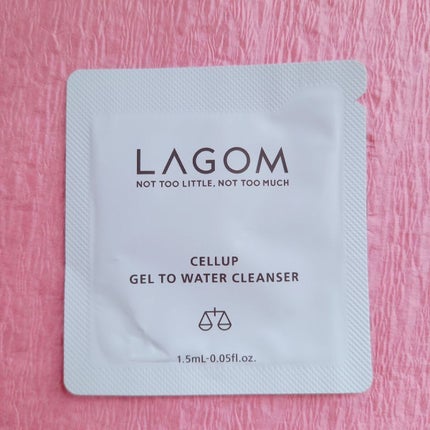 LAGOM
NOT TOO LITTLE, NOT TOO MUCH
CELLUP
GEL TO WATER CLEANSER
1.5mL-0.05fl.oz.